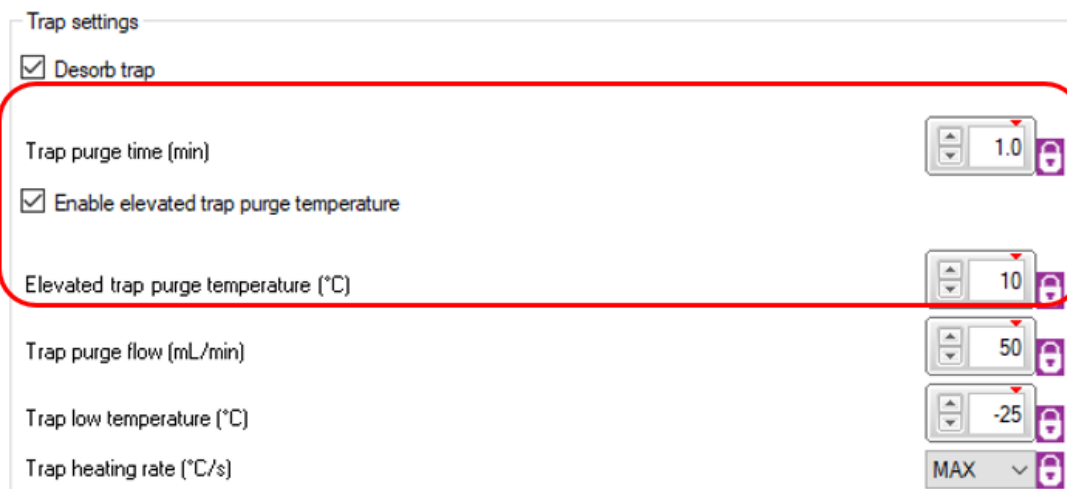 Trap settings
Desorb trap
Trap purge time (min) 1.0
Enable elevated trap purge temperature
Elevated trap purge temperature (°C) 10
Trap purge flow (mL/min) 50
Trap low temperature (°C) -25
Trap heating rate (°C/s) MAX